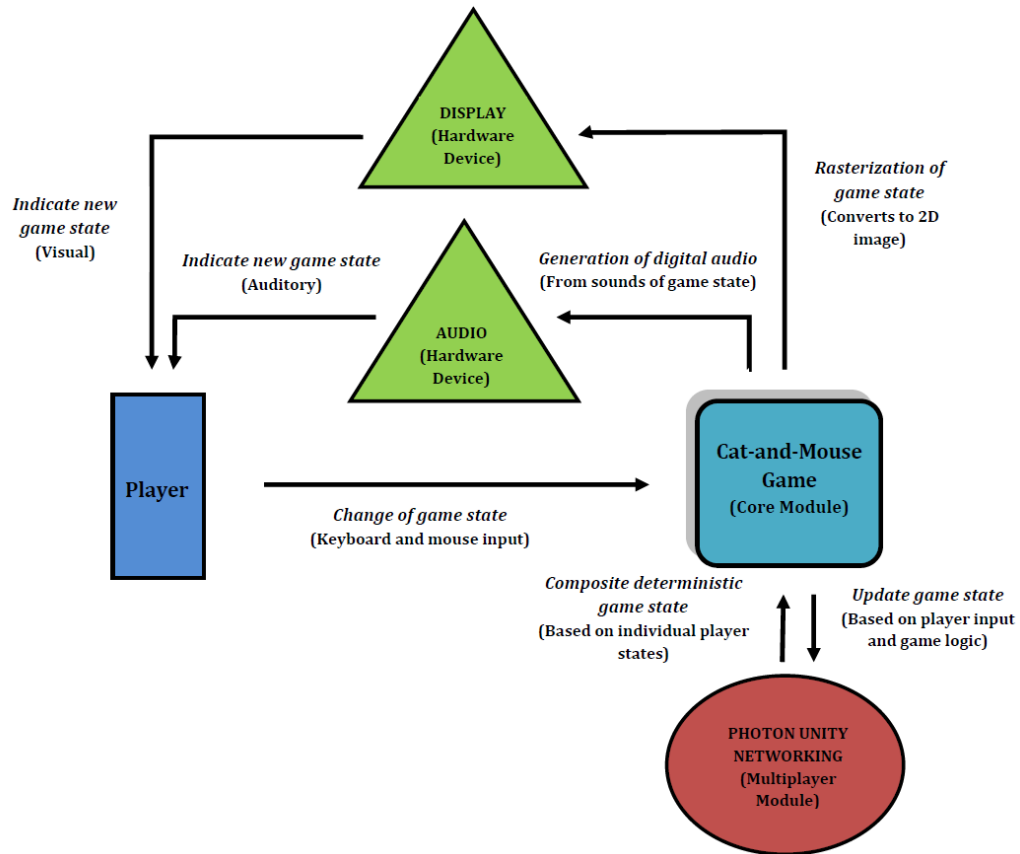 DISPLAY
(Hardware
Device)
Rasterization of
game state
(Converts to 2D
image)
Indicate new
game state
(Visual)
Indicate new game state
(Auditory)
Generation of digital audio
(From sounds of game state)
AUDIO
(Hardware
Device)
Player
Cat-and-Mouse
Game
(Core Module)
Change of game state
(Keyboard and mouse input)
Composite deterministic
game state
(Based on individual player
states)
Update game state
(Based on player input
and game logic)
PHOTON UNITY
NETWORKING
(Multiplayer
Module)